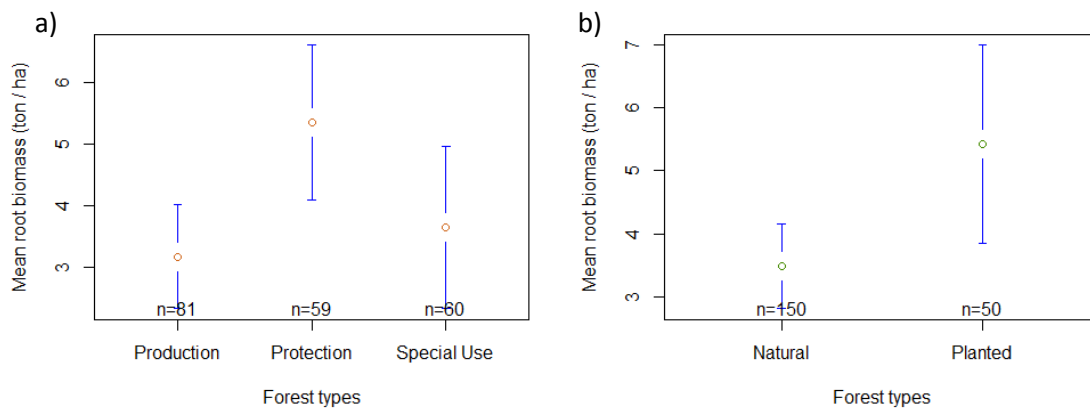 a)
Mean root biomass (ton / ha)
6
5
4
3
n=81 n=59 n=60
Production Protection Special Use
Forest types
b)
Mean root biomass (ton / ha)
7
6
5
4
3
n=150 n=50
Natural Planted
Forest types